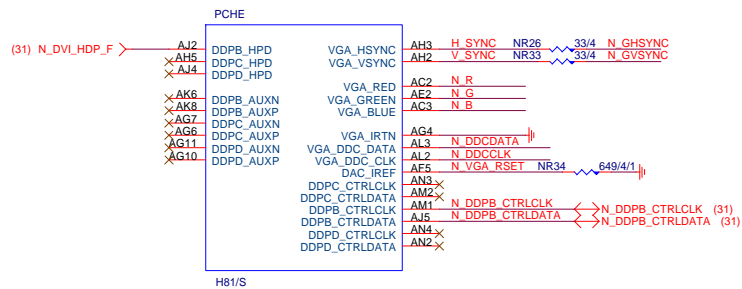 PCHE
(31) N_DVI_HDP_F AJ2 DDPB_HPD VGA_HSYNC AH3 H_SYNC NR26 33/4 N_GHSYNC
AH5 DDPC_HPD VGA_VSYNC AH2 V_SYNC NR33 33/4 N_GVSYNC
AJ4 DDPD_HPD
VGA_RED AC2 N_R
AK6 DDPB_AUXN VGA_GREEN AE2 N_G
AK8 DDPB_AUXP VGA_BLUE AC3 N_B
AG7 DDPC_AUXN
AG6 DDPC_AUXP VGA_IRTN AG4
AG11 DDPD_AUXN VGA_DDC_DATA AL3 N_DDCDATA
AG10 DDPD_AUXP VGA_DDC_CLK AL2 N_DDCCLK
DAC_IREF AF5 N_VGA_RSET NR34 649/4/1
DDPC_CTRLCLK AN3
DDPC_CTRLDATA AM2
DDPB_CTRLCLK AM1 N_DDPB_CTRLCLK N_DDPB_CTRLCLK (31)
DDPB_CTRLDATA AJ5 N_DDPB_CTRLDATA N_DDPB_CTRLDATA (31)
DDPD_CTRLCLK AN4
DDPD_CTRLDATA AN2
H81/S